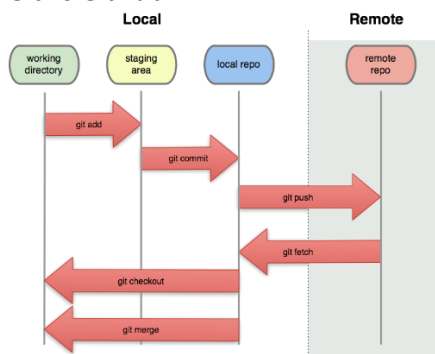 Local
Remote
working
directory
staging
area
local repo
remote
repo
git add
git commit
git push
git fetch
git checkout
git merge